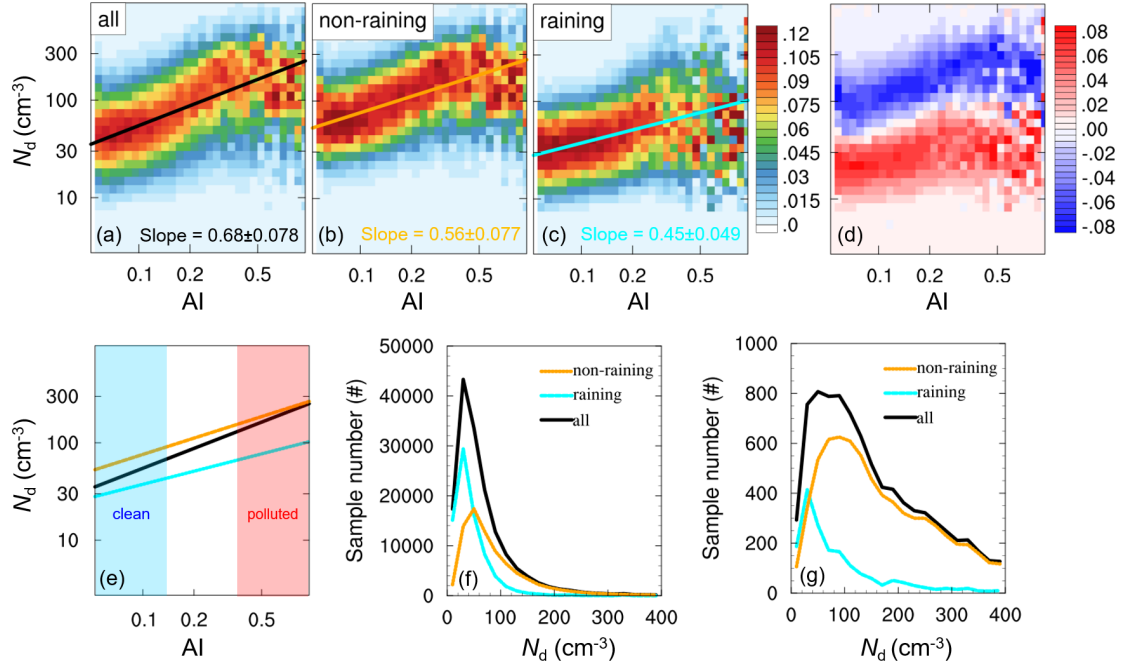 all
non-raining
raining
300
100
30
10
N_d (cm⁻³)
(a) Slope = 0.68±0.078
(b) Slope = 0.56±0.077
(c) Slope = 0.45±0.049
(d)
.12
.105
.09
.075
.06
.045
.03
.015
.0
.08
.06
.04
.02
.00
-.02
-.04
-.06
-.08
0.1 0.2 0.5
0.1 0.2 0.5
0.1 0.2 0.5
0.1 0.2 0.5
AI
AI
AI
AI
300
100
30
10
N_d (cm⁻³)
clean
polluted
(e)
0.1 0.2 0.5
AI
50000
40000
30000
20000
10000
0
Sample number (#)
non-raining
raining
all
(f)
0 100 200 300 400
N_d (cm⁻³)
1000
800
600
400
200
0
Sample number (#)
non-raining
raining
all
(g)
0 100 200 300 400
N_d (cm⁻³)